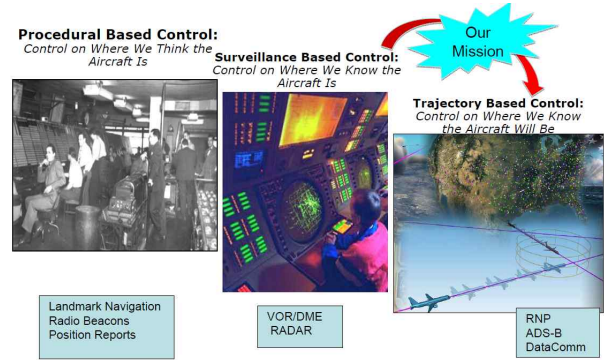 Procedural Based Control:
Control on Where We Think the
Aircraft Is
Surveillance Based Control:
Control on Where We Know the
Aircraft Is
Our
Mission
Trajectory Based Control:
Control on Where We Know
the Aircraft Will Be
Landmark Navigation
Radio Beacons
Position Reports
VOR/DME
RADAR
RNP
ADS-B
DataComm